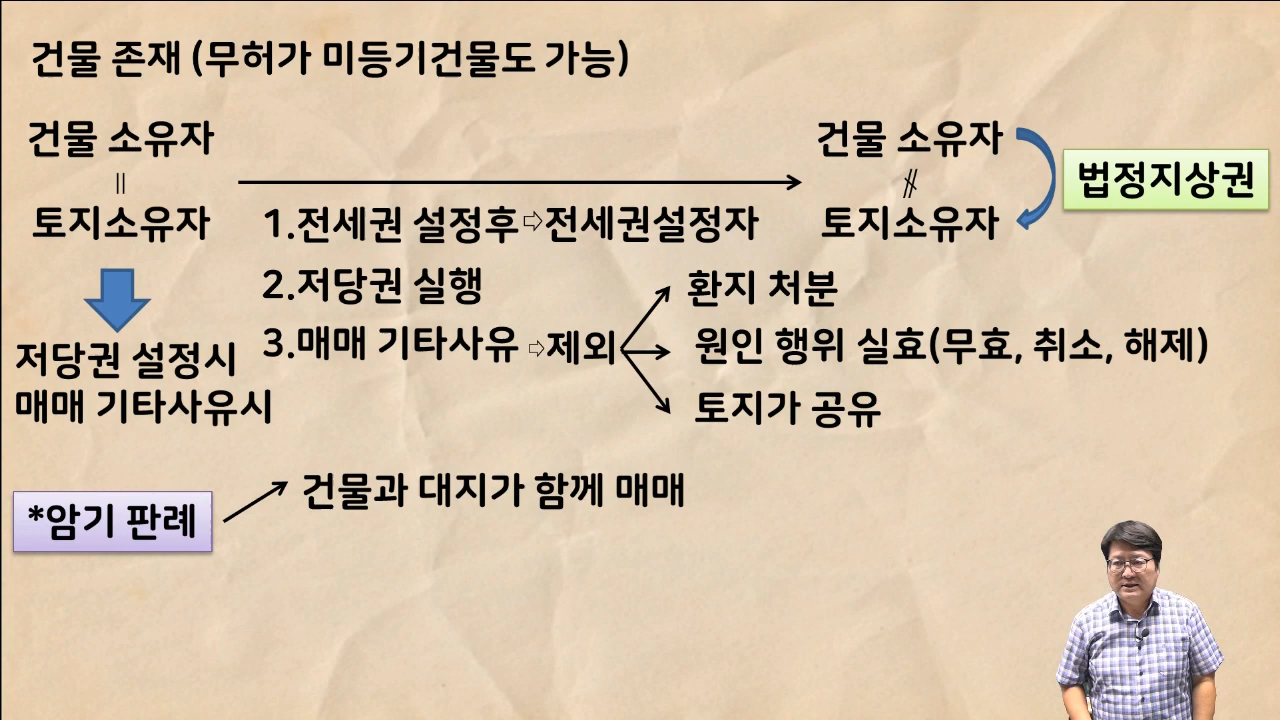 건물 존재 (무허가 미등기건물도 가능)
건물 소유자
=
토지소유자
저당권 설정시
매매 기타사유시
1.전세권 설정후⇨전세권설정자
2.저당권 실행
3.매매 기타사유 ⇨제외
환지 처분
원인 행위 실효(무효, 취소, 해제)
토지가 공유
건물 소유자
≠
토지소유자
법정지상권
*암기 판례
건물과 대지가 함께 매매